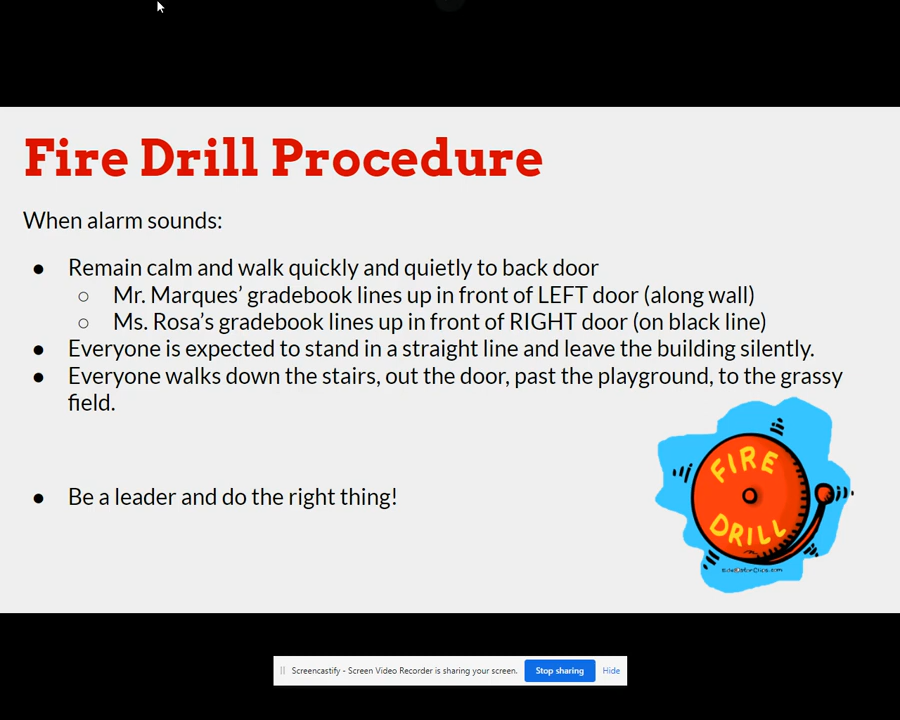 Fire Drill Procedure
When alarm sounds:
● Remain calm and walk quickly and quietly to back door
○ Mr. Marques’ gradebook lines up in front of LEFT door (along wall)
○ Ms. Rosa’s gradebook lines up in front of RIGHT door (on black line)
● Everyone is expected to stand in a straight line and leave the building silently.
● Everyone walks down the stairs, out the door, past the playground, to the grassy
field.
● Be a leader and do the right thing!
FIRE
DRILL
Screencastify - Screen Video Recorder is sharing your screen. Stop sharing Hide